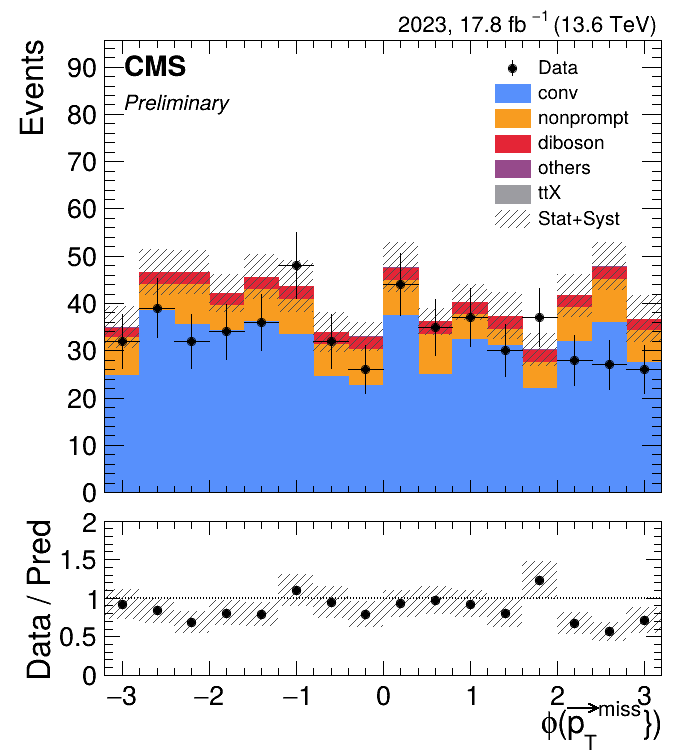 2023, 17.8 fb⁻¹ (13.6 TeV)
CMS
Preliminary
Events
90
80
70
60
50
40
30
20
10
0
Data
conv
nonprompt
diboson
others
ttX
Stat+Syst
Data / Pred
2
1.5
1
0.5
0
−3 −2 −1 0 1 2 3
ϕ(p⃗_T^miss})